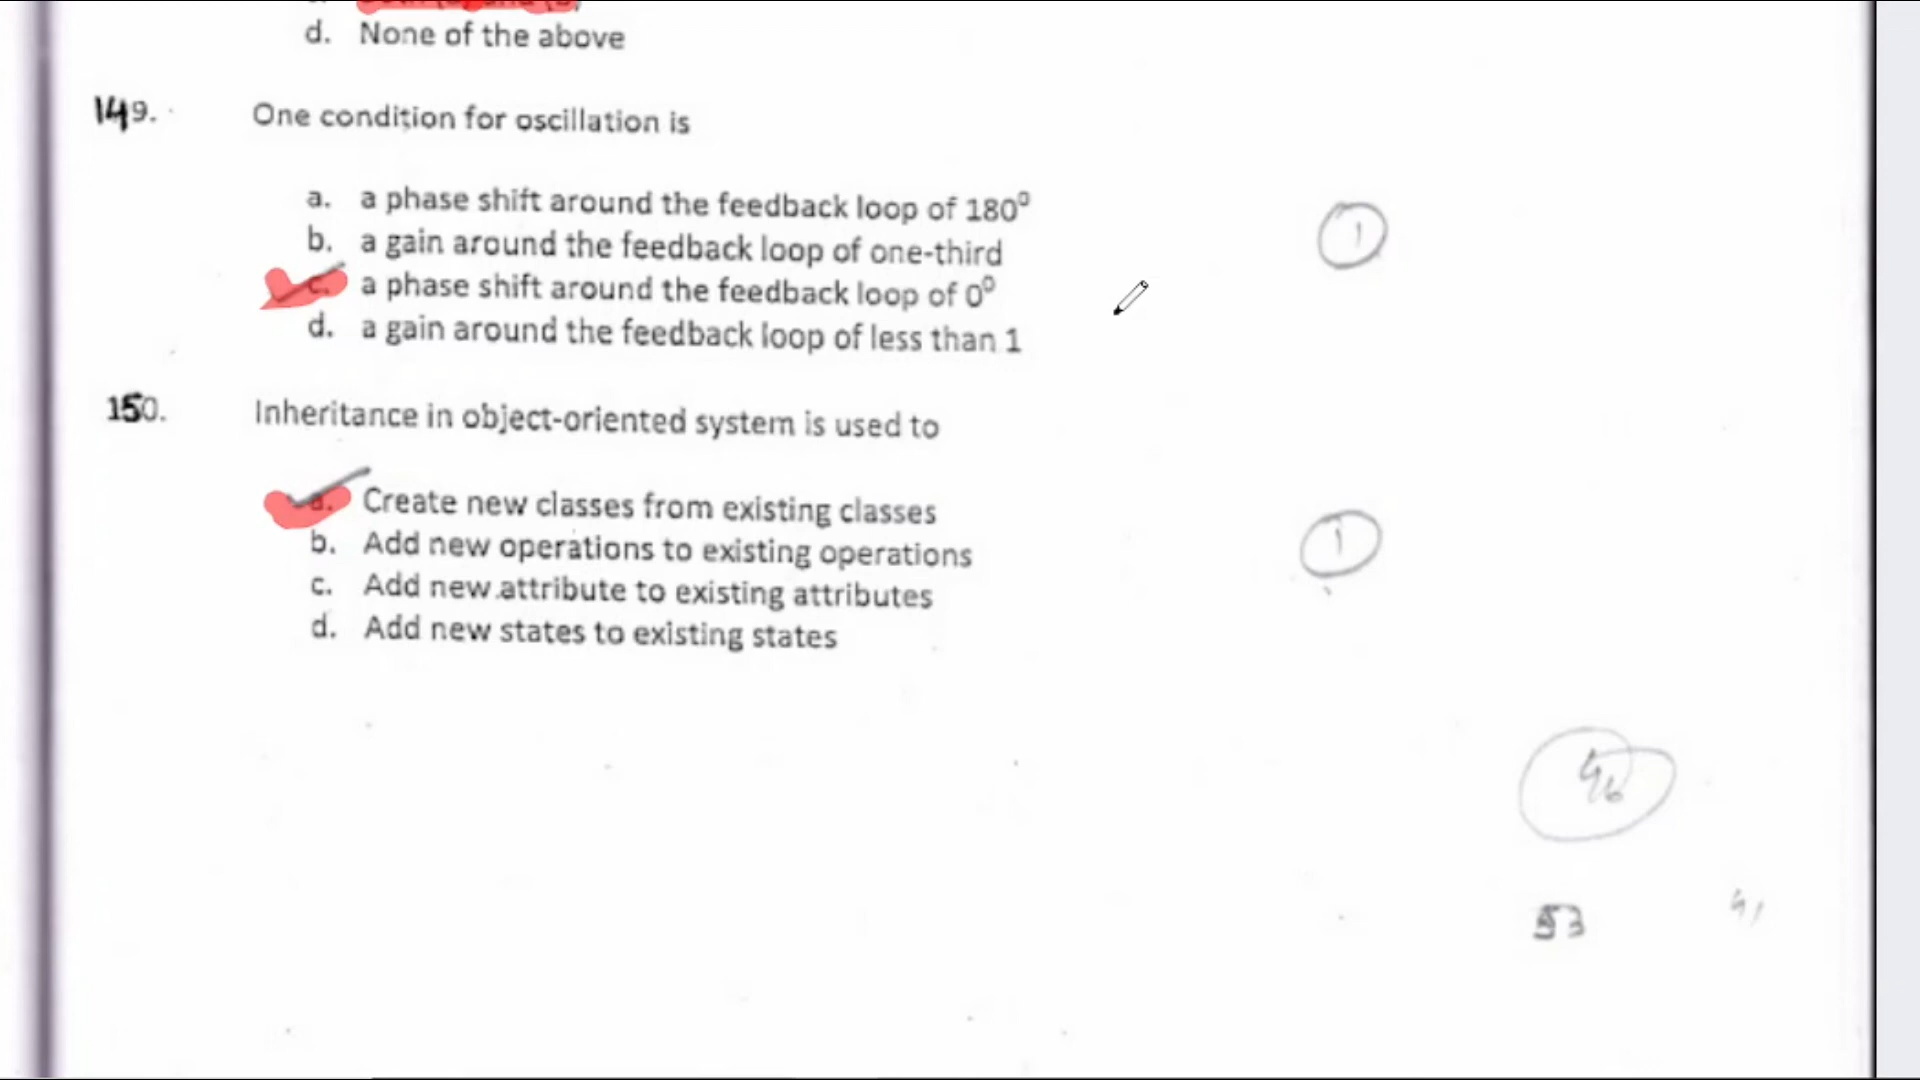 d. None of the above
149. One condition for oscillation is
a. a phase shift around the feedback loop of 180⁰
b. a gain around the feedback loop of one-third
c. a phase shift around the feedback loop of 0⁰
d. a gain around the feedback loop of less than 1
1
150. Inheritance in object-oriented system is used to
a. Create new classes from existing classes
b. Add new operations to existing operations
c. Add new attribute to existing attributes
d. Add new states to existing states
1
46
53
41